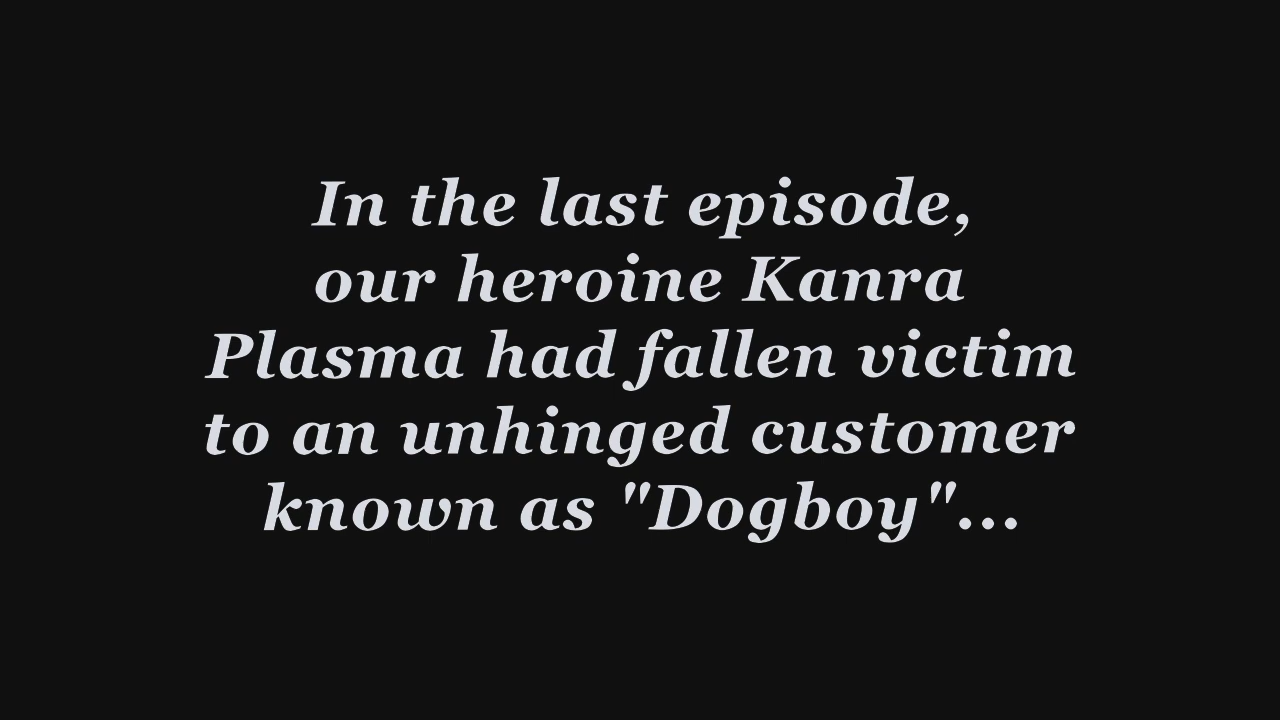 In the last episode,
our heroine Kanra
Plasma had fallen victim
to an unhinged customer
known as "Dogboy"...